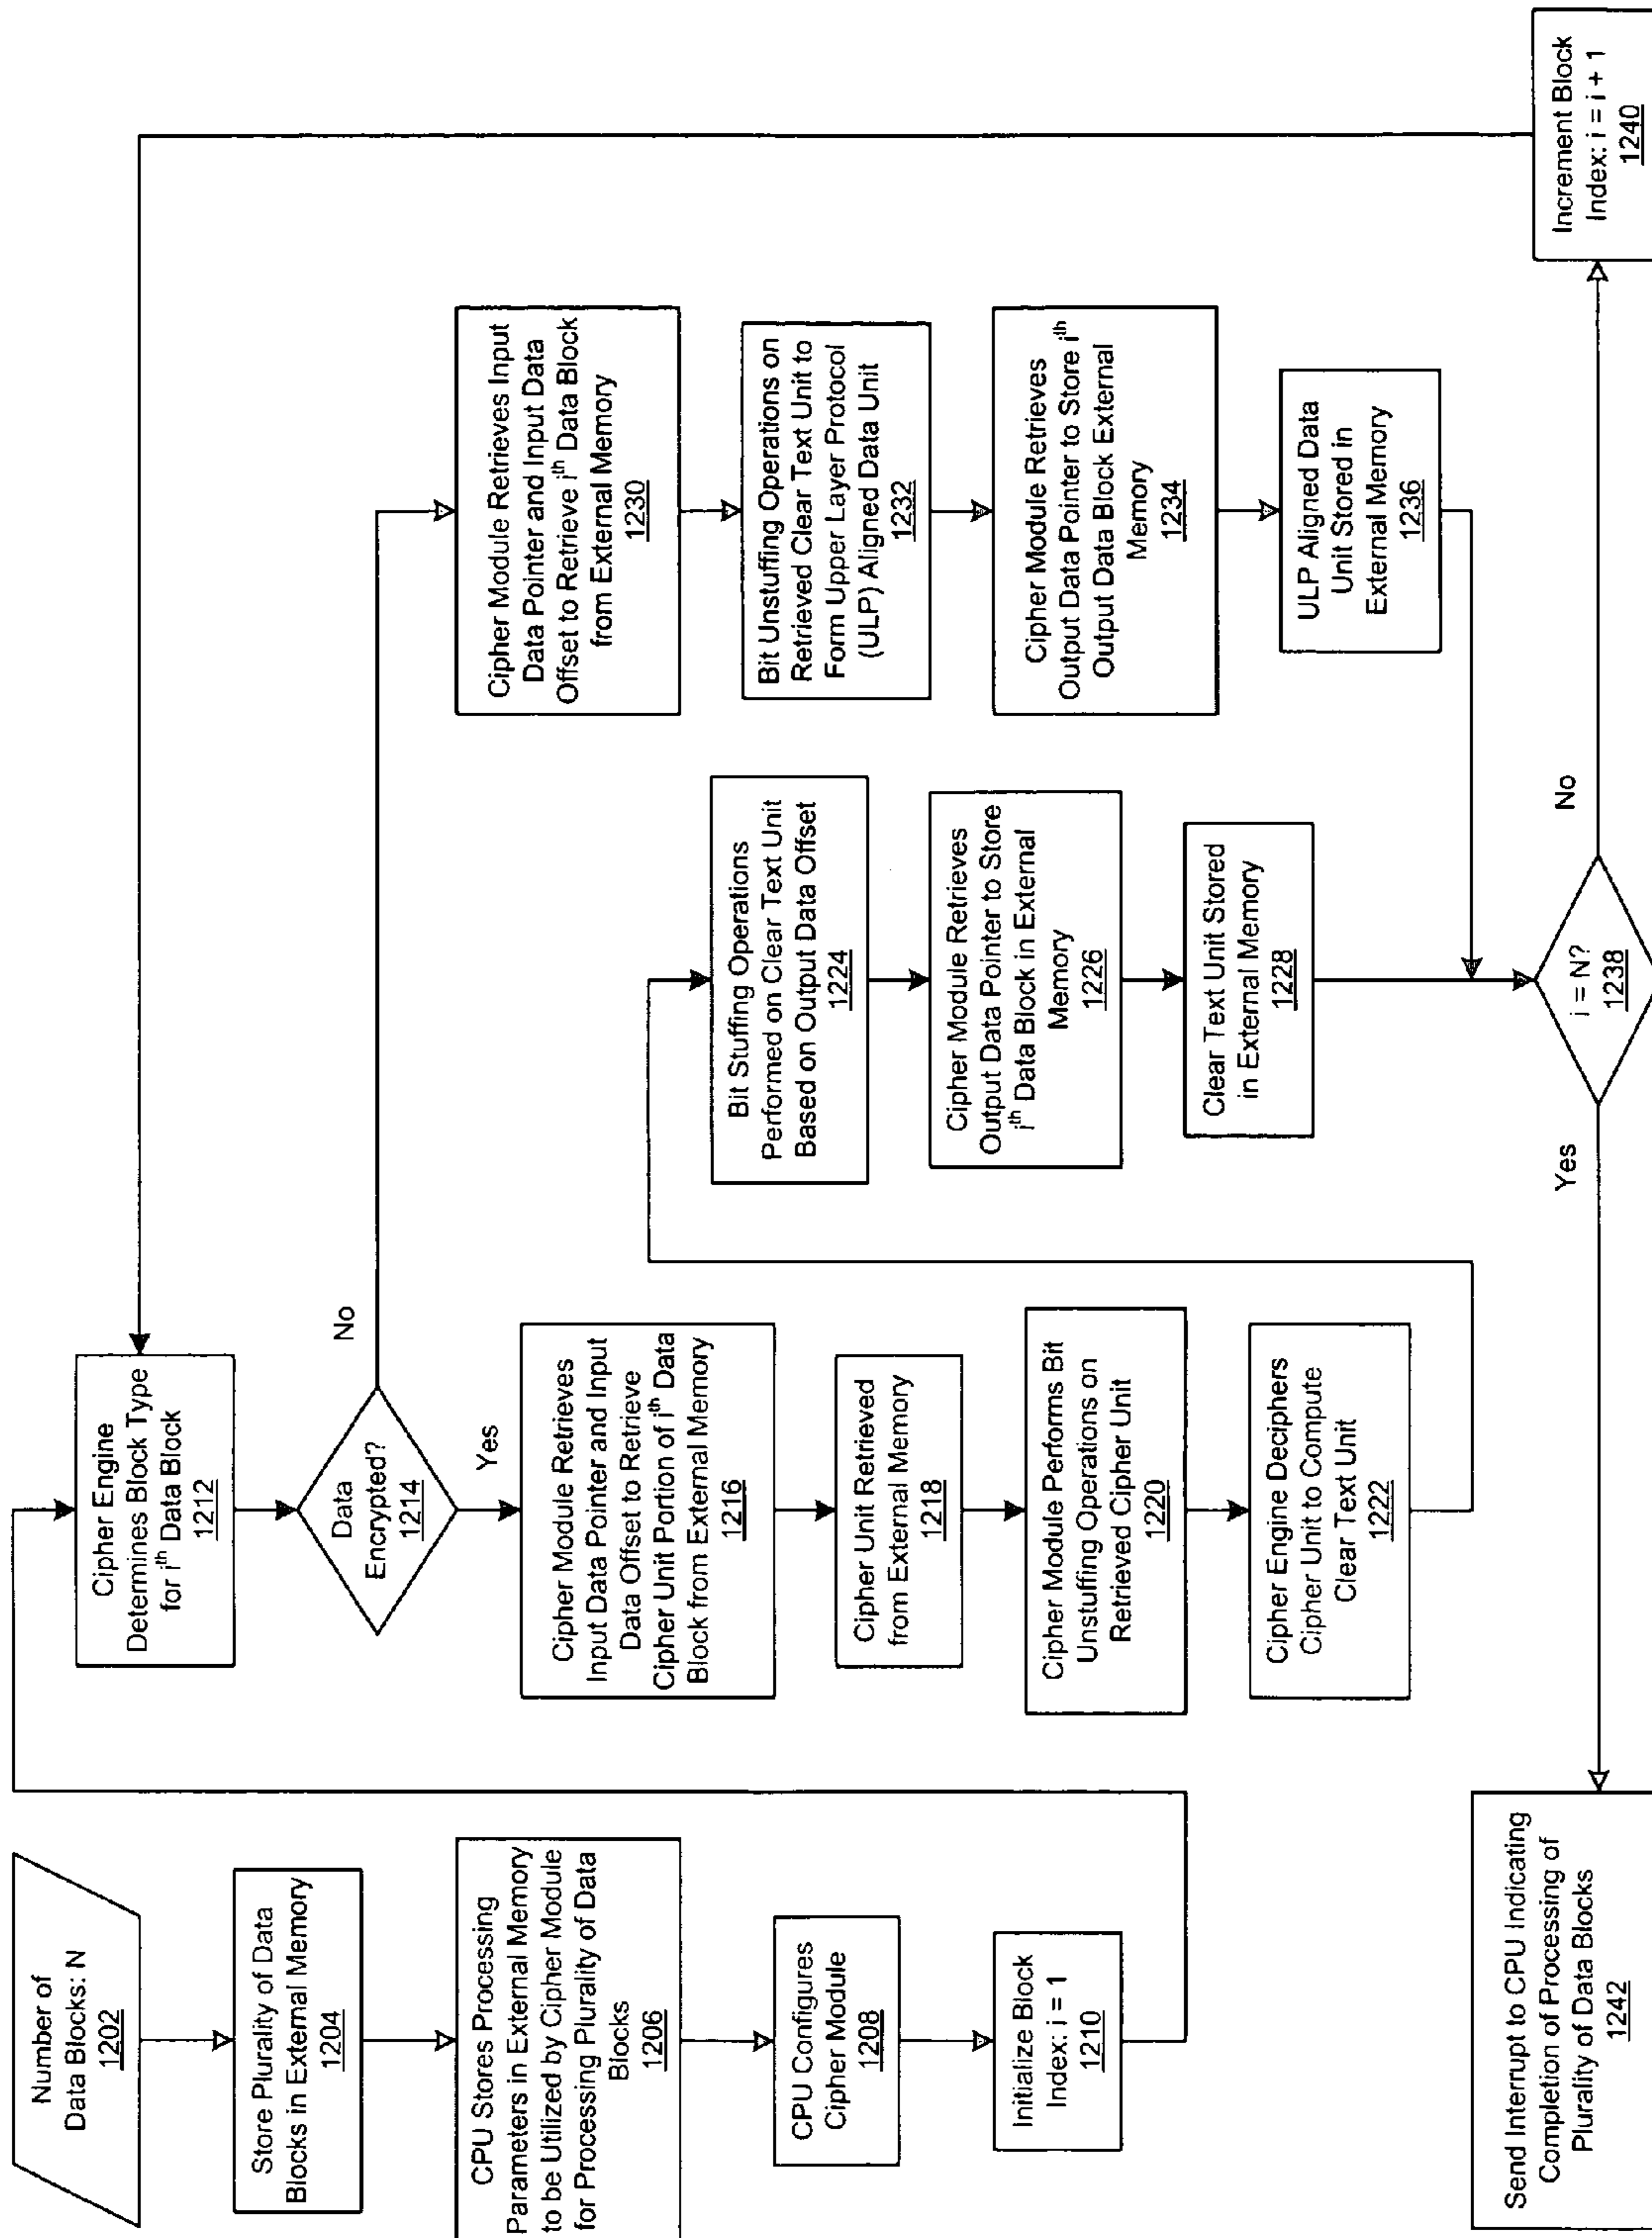 Number of
Data Blocks: N
1202
Store Plurality of Data
Blocks in External Memory
1204
CPU Stores Processing
Parameters in External Memory
to be Utilized by Cipher Module
for Processing Plurality of Data
Blocks
1206
CPU Configures
Cipher Module
1208
Initialize Block
Index: i = 1
1210
Cipher Engine
Determines Block Type
for iᵗʰ Data Block
1212
Data
Encrypted?
1214
No
Yes
Cipher Module Retrieves
Input Data Pointer and Input
Data Offset to Retrieve
Cipher Unit Portion of iᵗʰ Data
Block from External Memory
1216
Cipher Unit Retrieved
from External Memory
1218
Cipher Module Performs Bit
Unstuffing Operations on
Retrieved Cipher Unit
1220
Cipher Engine Deciphers
Cipher Unit to Compute
Clear Text Unit
1222
Bit Stuffing Operations
Performed on Clear Text Unit
Based on Output Data Offset
1224
Cipher Module Retrieves
Output Data Pointer to Store
iᵗʰ Data Block in External
Memory
1226
Clear Text Unit Stored
in External Memory
1228
Cipher Module Retrieves Input
Data Pointer and Input Data
Offset to Retrieve iᵗʰ Data Block
from External Memory
1230
Bit Unstuffing Operations on
Retrieved Clear Text Unit to
Form Upper Layer Protocol
(ULP) Aligned Data Unit
1232
Cipher Module Retrieves
Output Data Pointer to Store iᵗʰ
Output Data Block External
Memory
1234
ULP Aligned Data
Unit Stored in
External Memory
1236
i = N?
1238
Yes
No
Increment Block
Index: i = i + 1
1240
Send Interrupt to CPU Indicating
Completion of Processing of
Plurality of Data Blocks
1242